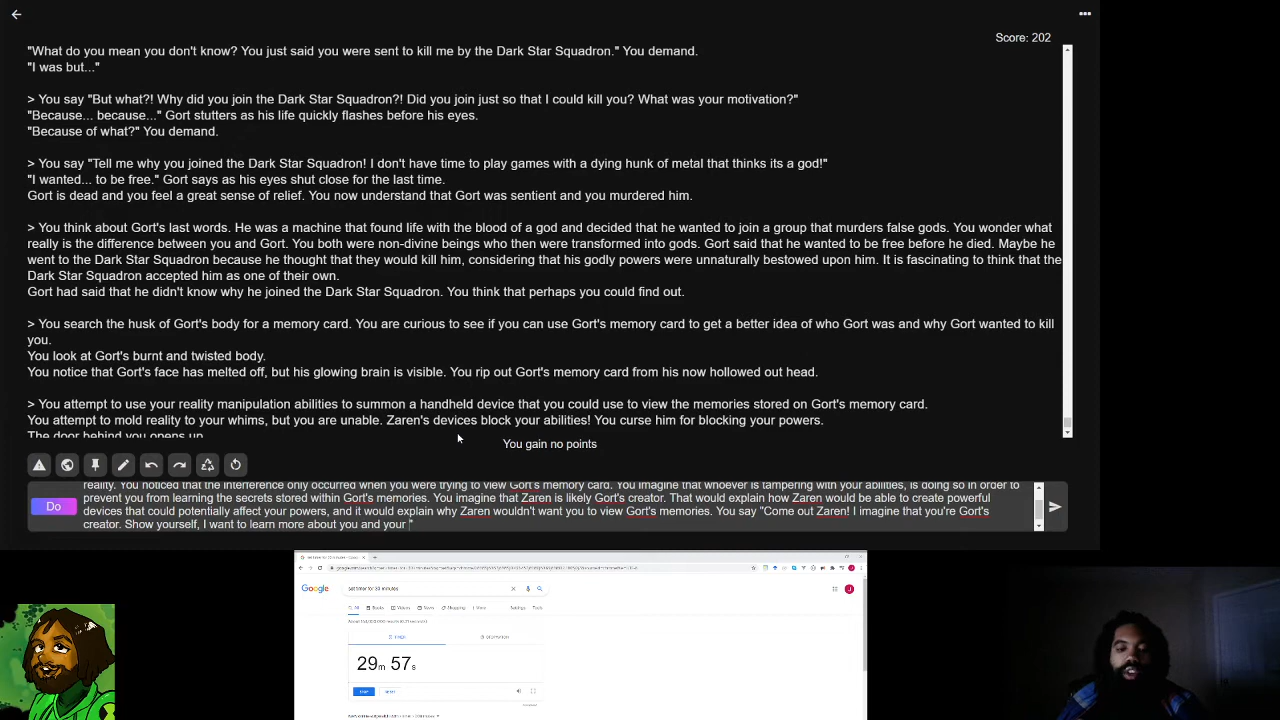 Score: 202
"What do you mean you don't know? You just said you were sent to kill me by the Dark Star Squadron." You demand.
"I was but..."
> You say "But what?! Why did you join the Dark Star Squadron?! Did you join just so that I could kill you? What was your motivation?"
"Because... because..." Gort stutters as his life quickly flashes before his eyes.
"Because of what?" You demand.
> You say "Tell me why you joined the Dark Star Squadron! I don't have time to play games with a dying hunk of metal that thinks its a god!"
"I wanted... to be free." Gort says as his eyes shut close for the last time.
Gort is dead and you feel a great sense of relief. You now understand that Gort was sentient and you murdered him.
> You think about Gort's last words. He was a machine that found life with the blood of a god and decided that he wanted to join a group that murders false gods. You wonder what
really is the difference between you and Gort. You both were non-divine beings who then were transformed into gods. Gort said that he wanted to be free before he died. Maybe he
went to the Dark Star Squadron because he thought that they would kill him, considering that his godly powers were unnaturally bestowed upon him. It is fascinating to think that the
Dark Star Squadron accepted him as one of their own.
Gort had said that he didn't know why he joined the Dark Star Squadron. You think that perhaps you could find out.
> You search the husk of Gort's body for a memory card. You are curious to see if you can use Gort's memory card to get a better idea of who Gort was and why Gort wanted to kill
you.
You look at Gort's burnt and twisted body.
You notice that Gort's face has melted off, but his glowing brain is visible. You rip out Gort's memory card from his now hollowed out head.
> You attempt to use your reality manipulation abilities to summon a handheld device that you could use to view the memories stored on Gort's memory card.
You attempt to mold reality to your whims, but you are unable. Zaren's devices block your abilities! You curse him for blocking your powers.
The door behind you opens up
You gain no points
reality. You noticed that the interference only occurred when you were trying to view Gort's memory card. You imagine that whoever is tampering with your abilities, is doing so in order to
prevent you from learning the secrets stored within Gort's memories. You imagine that Zaren is likely Gort's creator. That would explain how Zaren would be able to create powerful
devices that could potentially affect your powers, and it would explain why Zaren wouldn't want you to view Gort's memories. You say "Come out Zaren! I imagine that you're Gort's
creator. Show yourself, I want to learn more about you and your "
Do
Google
set timer for 30 minutes
All Books Videos News Shopping More Settings Tools
TIMER STOPWATCH
29m 57s
STOP RESET